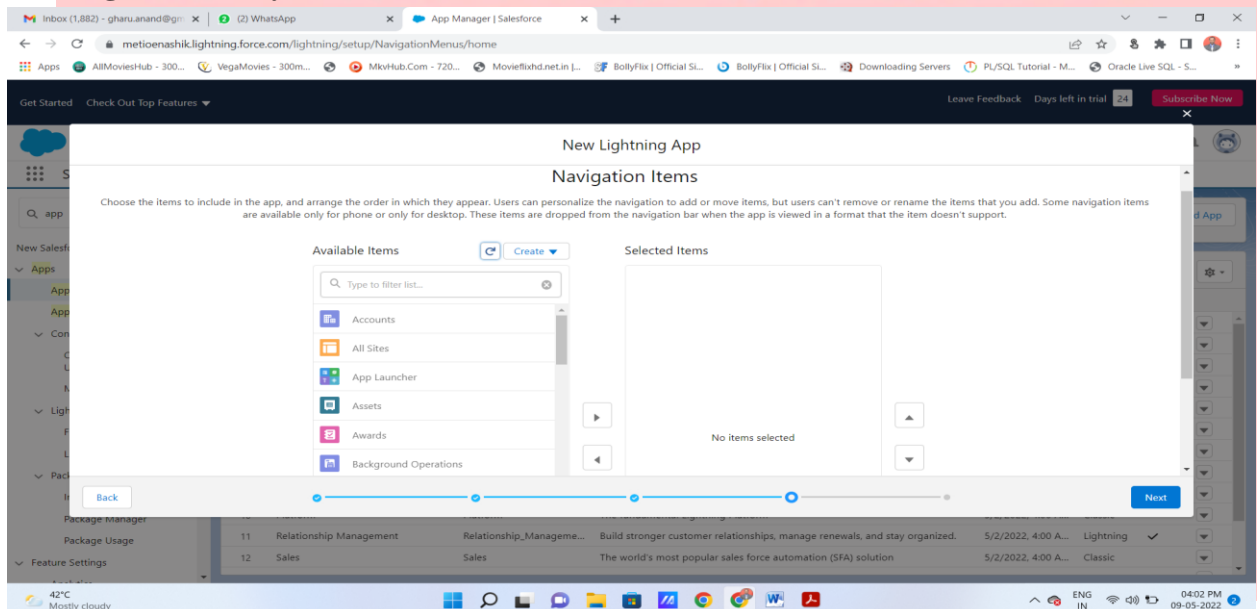 Inbox (1,882) - gharu.anand@gm
(2) WhatsApp
App Manager | Salesforce
metioenashik.lightning.force.com/lightning/setup/NavigationMenus/home
Apps
AllMoviesHub - 300...
VegaMovies - 300m...
MkvHub.Com - 720...
Movieflixhd.net.in |...
BollyFlix | Official Si...
BollyFlix | Official Si...
Downloading Servers
PL/SQL Tutorial - M...
Oracle Live SQL - S...
Get Started
Check Out Top Features
Leave Feedback
Days left in trial 24
Subscribe Now
New Lightning App
Navigation Items
Choose the items to include in the app, and arrange the order in which they appear. Users can personalize the navigation to add or move items, but users can't remove or rename the items that you add. Some navigation items
are available only for phone or only for desktop. These items are dropped from the navigation bar when the app is viewed in a format that the item doesn't support.
app
d App
New Salesf
Apps
App
App
Con
Ligh
Pack
Available Items
Create
Selected Items
Type to filter list...
Accounts
All Sites
App Launcher
Assets
Awards
No items selected
Background Operations
Back
Next
Package Manager
Package Usage
Feature Settings
11 Relationship Management Relationship_Manageme... Build stronger customer relationships, manage renewals, and stay organized. 5/2/2022, 4:00 A... Lightning
12 Sales Sales The world's most popular sales force automation (SFA) solution 5/2/2022, 4:00 A... Classic
42°C
Mostly cloudy
ENG
IN
04:02 PM
09-05-2022
2